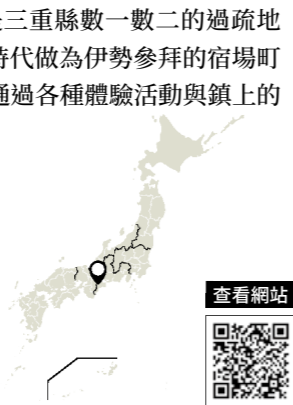 三重縣數一數二的過疏地
時代做為伊勢參拜的宿場町
通過各種體驗活動與鎮上的
查看網站